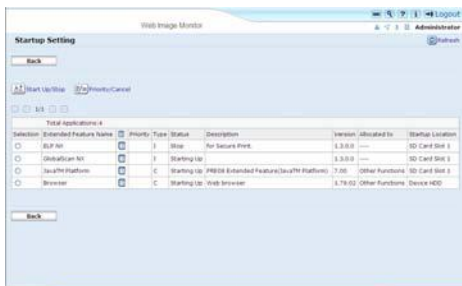 Logout
Web Image Monitor
Administrator
Startup Setting
Refresh
Back
Start Up/Stop Priority/Cancel
1/1
Total Applications:4
Selection Extended Feature Name Priority Type Status Description Version Allocated to Startup Location
ELP NX I Stop for Secure Print. 1.3.0.0 ---- SD Card Slot 1
GlobalScan NX I Starting Up 1.3.0.0 ---- SD Card Slot 1
JavaTM Platform C Starting Up Extended Feature(JavaTM Platform) 7.00 Other Functions SD Card Slot 1
Browser C Starting Up Web browser Other Functions Device HDD
Back